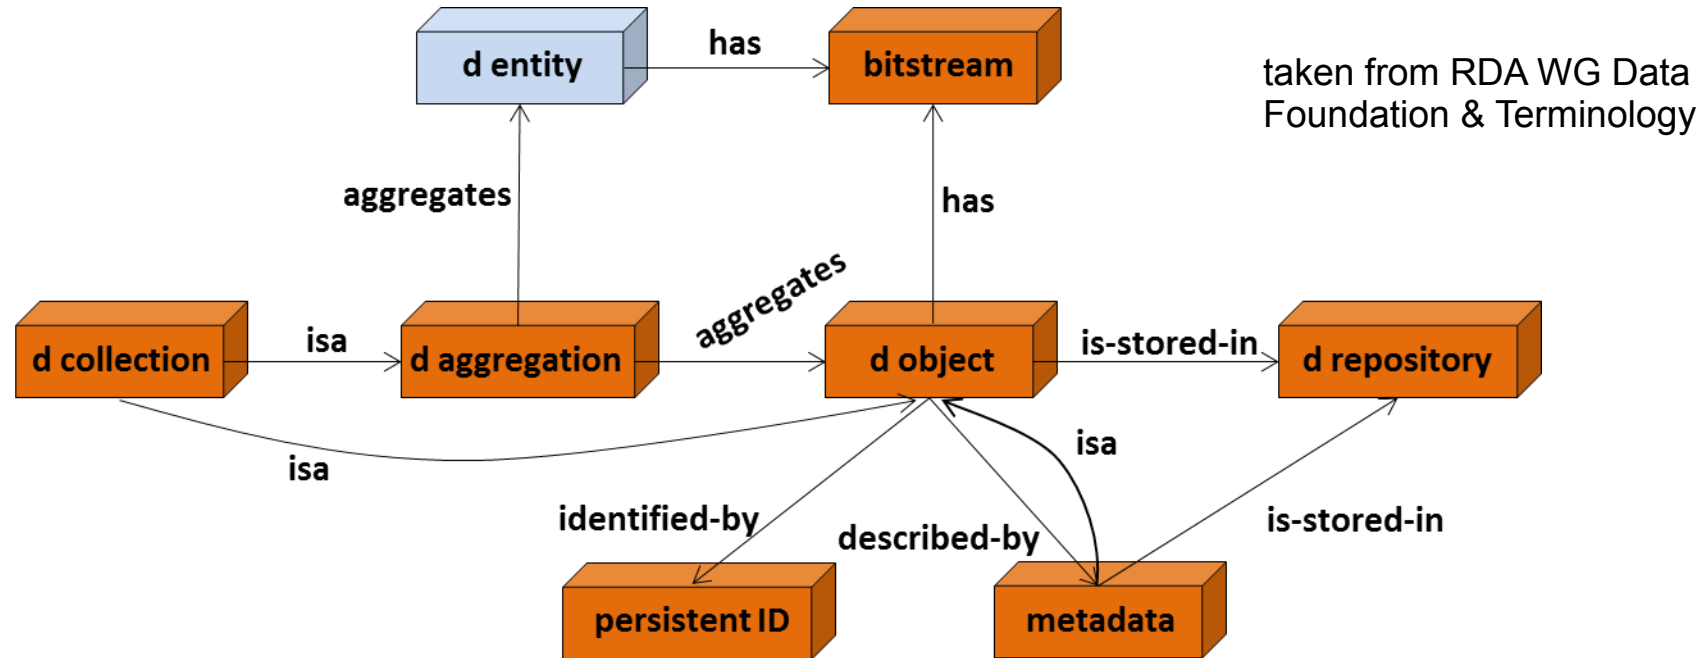 d entity
has
bitstream
taken from RDA WG Data
Foundation & Terminology
aggregates
has
aggregates
d collection
isa
d aggregation
d object
is-stored-in
d repository
isa
isa
identified-by
described-by
is-stored-in
persistent ID
metadata